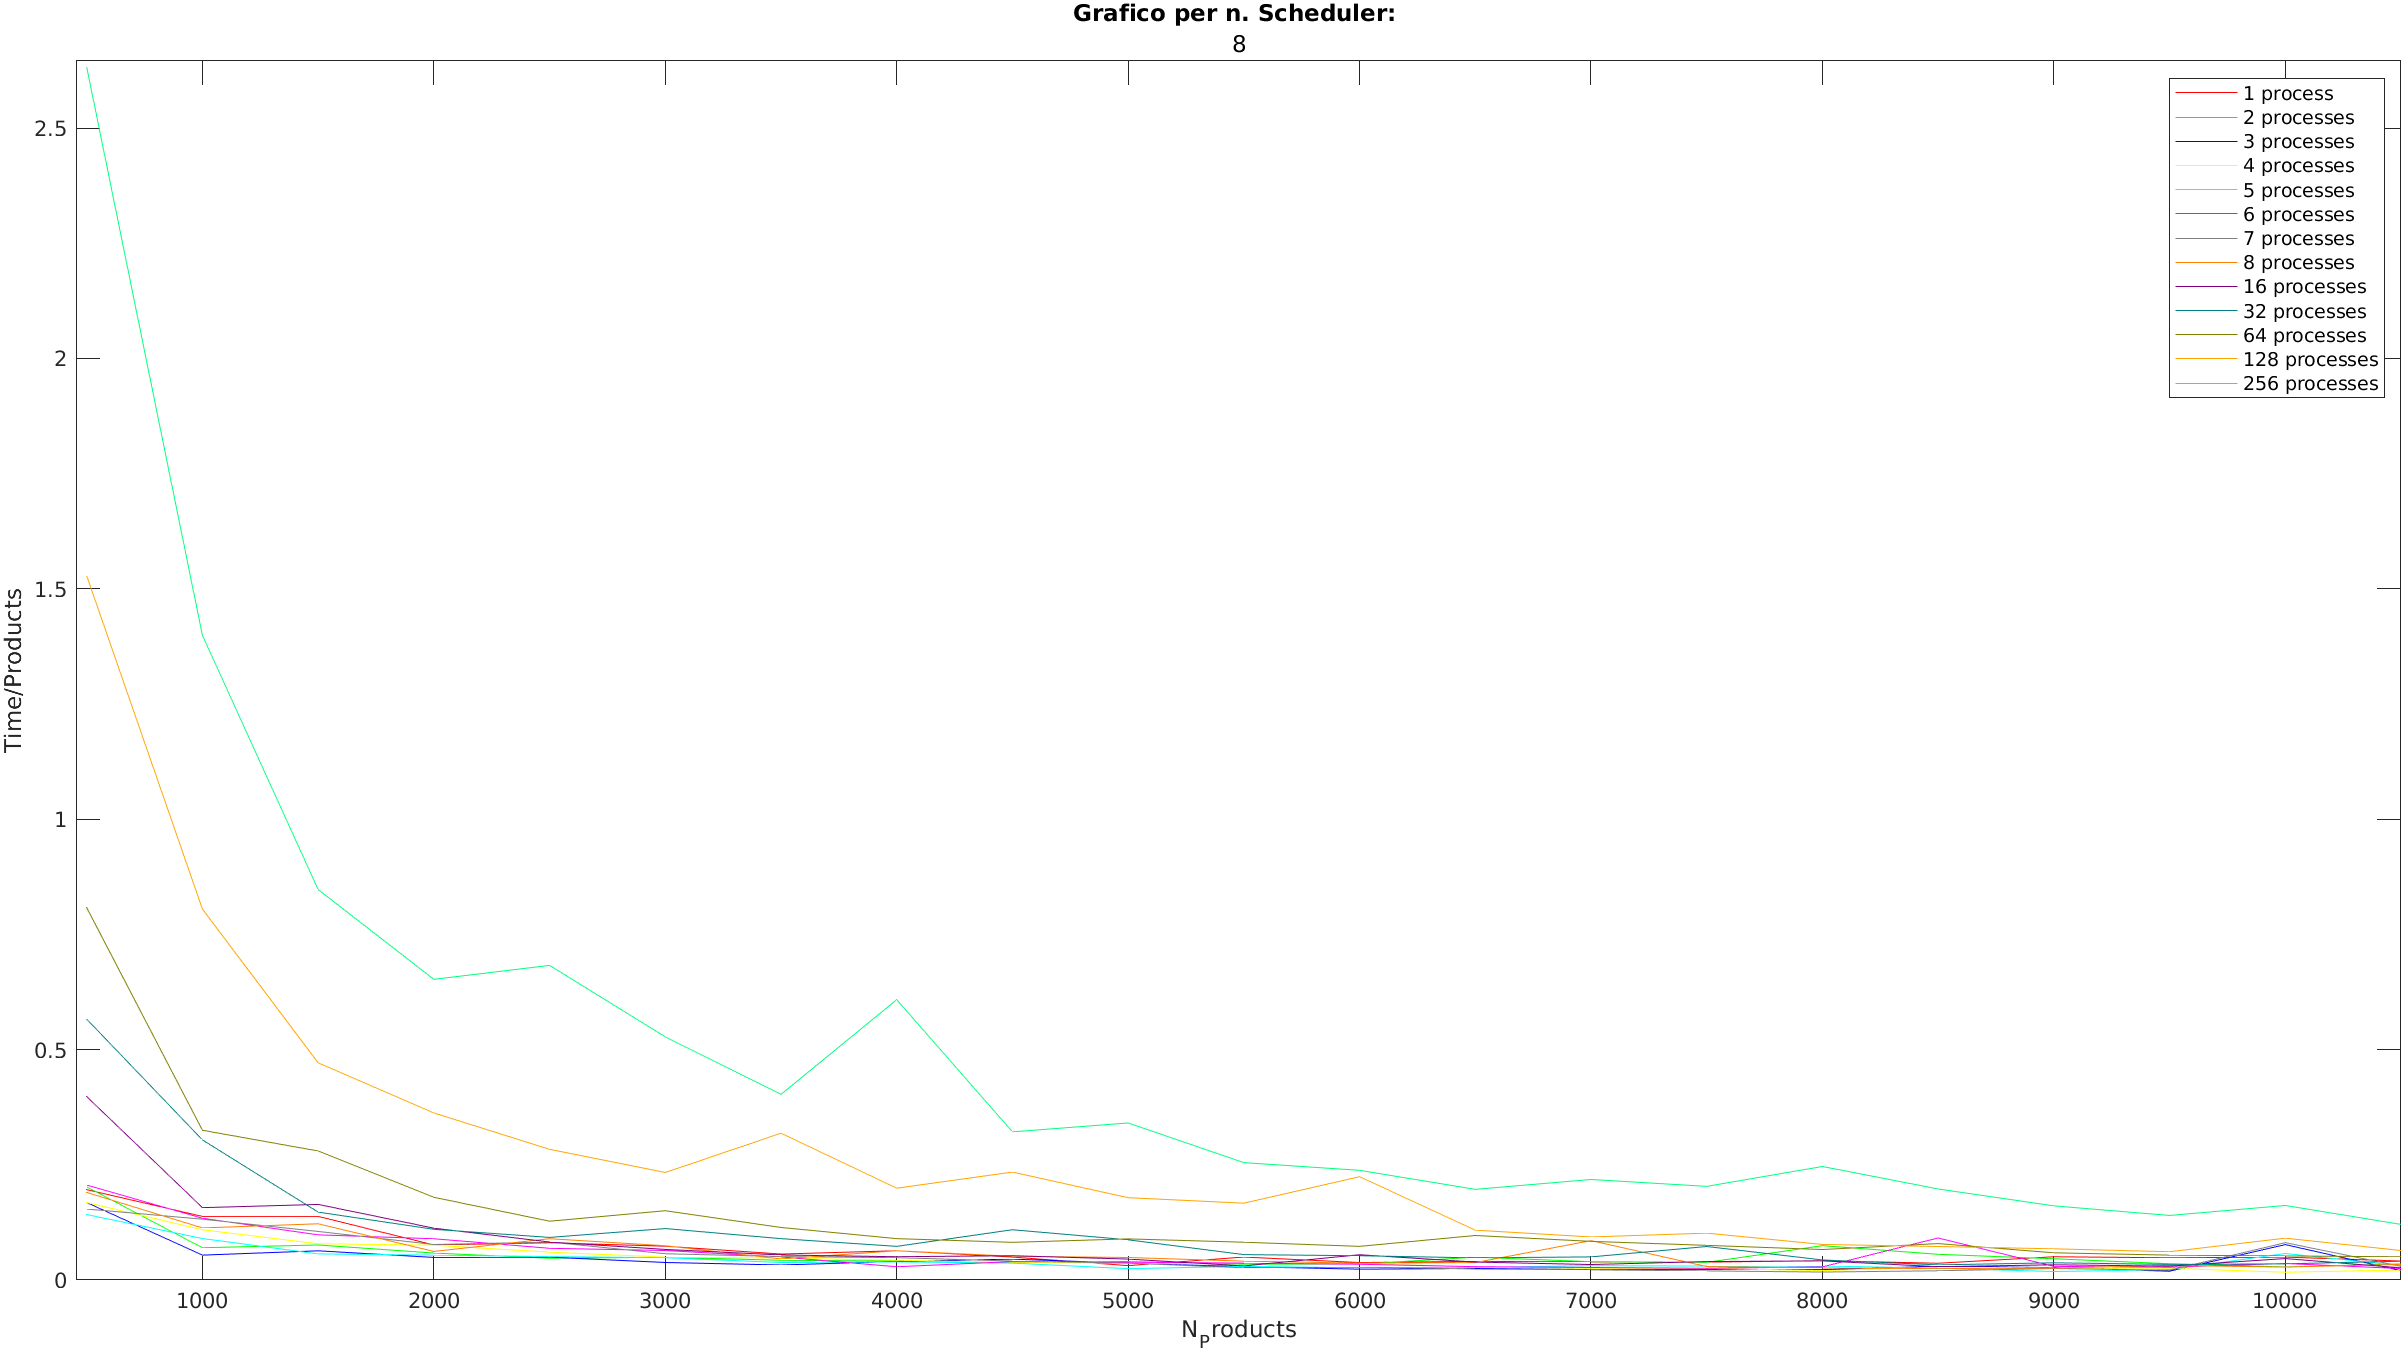 Grafico per n. Scheduler:
8
2.5
2
1.5
1
0.5
0
Time/Products
1 process
2 processes
3 processes
4 processes
5 processes
6 processes
7 processes
8 processes
16 processes
32 processes
64 processes
128 processes
256 processes
1000 2000 3000 4000 5000 6000 7000 8000 9000 10000
NProducts